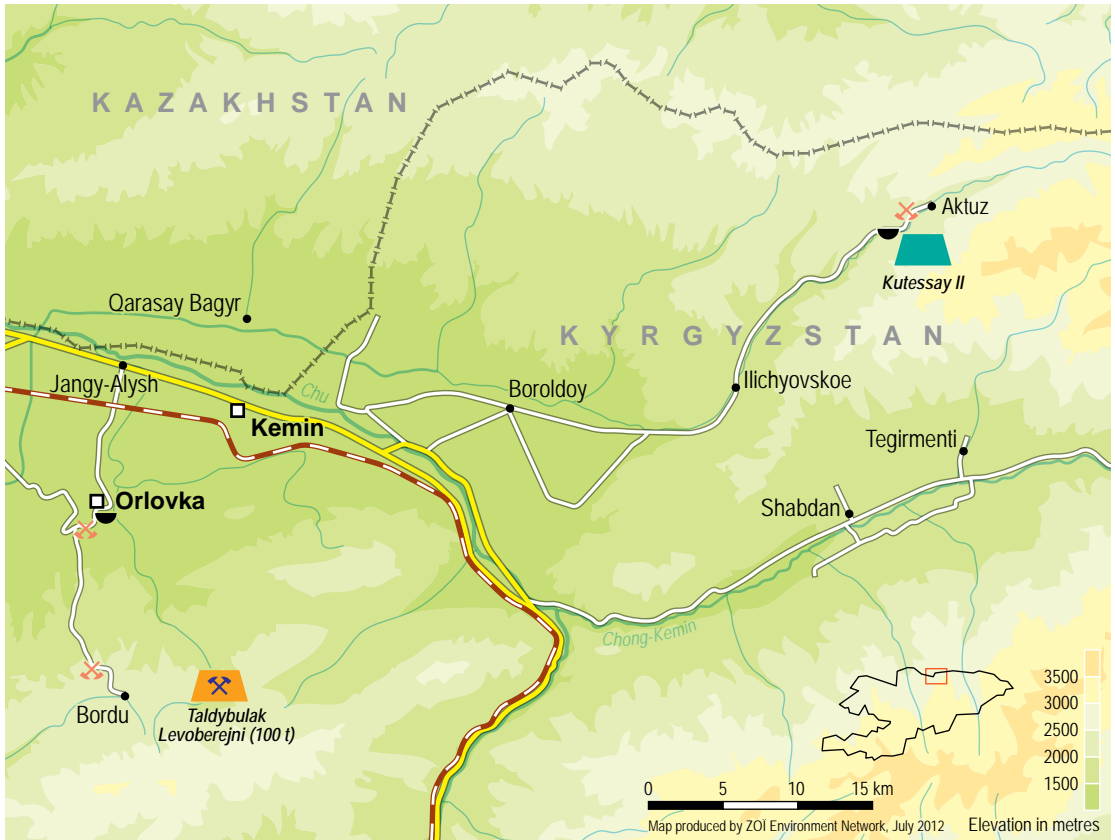 KAZAKHSTAN
Aktuz
Kutessay II
Qarasay Bagyr
KYRGYZSTAN
Jangy-Alysh
Chu
Boroldoy
Ilichyovskoe
Kemin
Tegirmenti
Orlovka
Shabdan
Chong-Kemin
Bordu
Taldybulak
Levoberejni (100 t)
3500
3000
2500
2000
1500
0 5 10 15 km
Map produced by ZOÏ Environment Network, July 2012
Elevation in metres